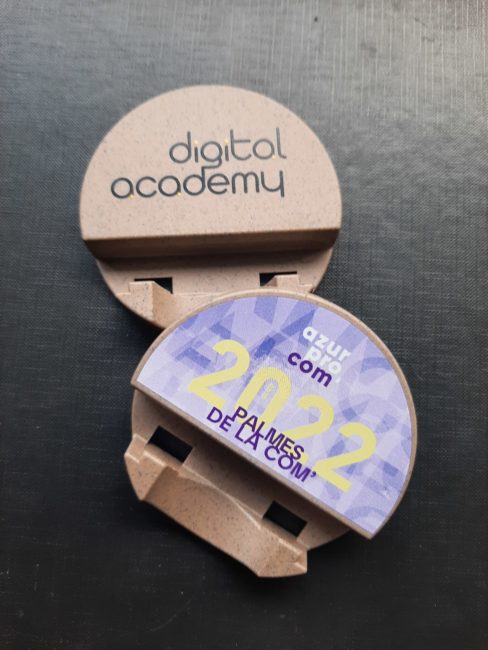 digital
academy
azur
pro
com
2022
PALMES
DE LA COM'